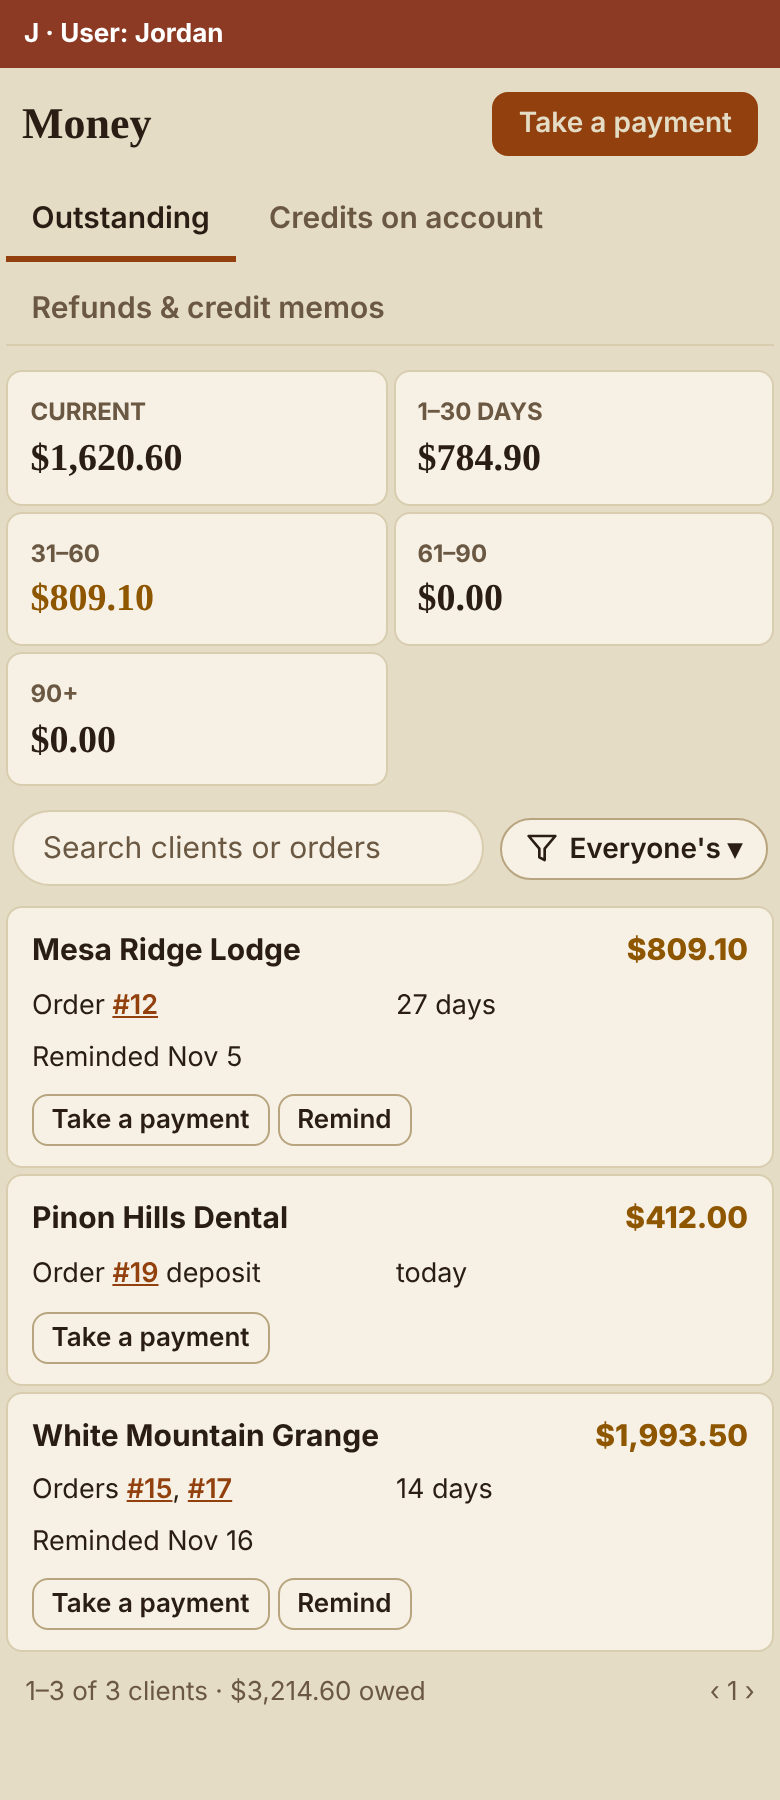 J · User: Jordan
Money
Take a payment
Outstanding
Credits on account
Refunds & credit memos
CURRENT
$1,620.60
1–30 DAYS
$784.90
31–60
$809.10
61–90
$0.00
90+
$0.00
Search clients or orders
Everyone's ▾
Mesa Ridge Lodge
$809.10
Order #12
27 days
Reminded Nov 5
Take a payment
Remind
Pinon Hills Dental
$412.00
Order #19 deposit
today
Take a payment
White Mountain Grange
$1,993.50
Orders #15, #17
14 days
Reminded Nov 16
Take a payment
Remind
1–3 of 3 clients · $3,214.60 owed
‹ 1 ›